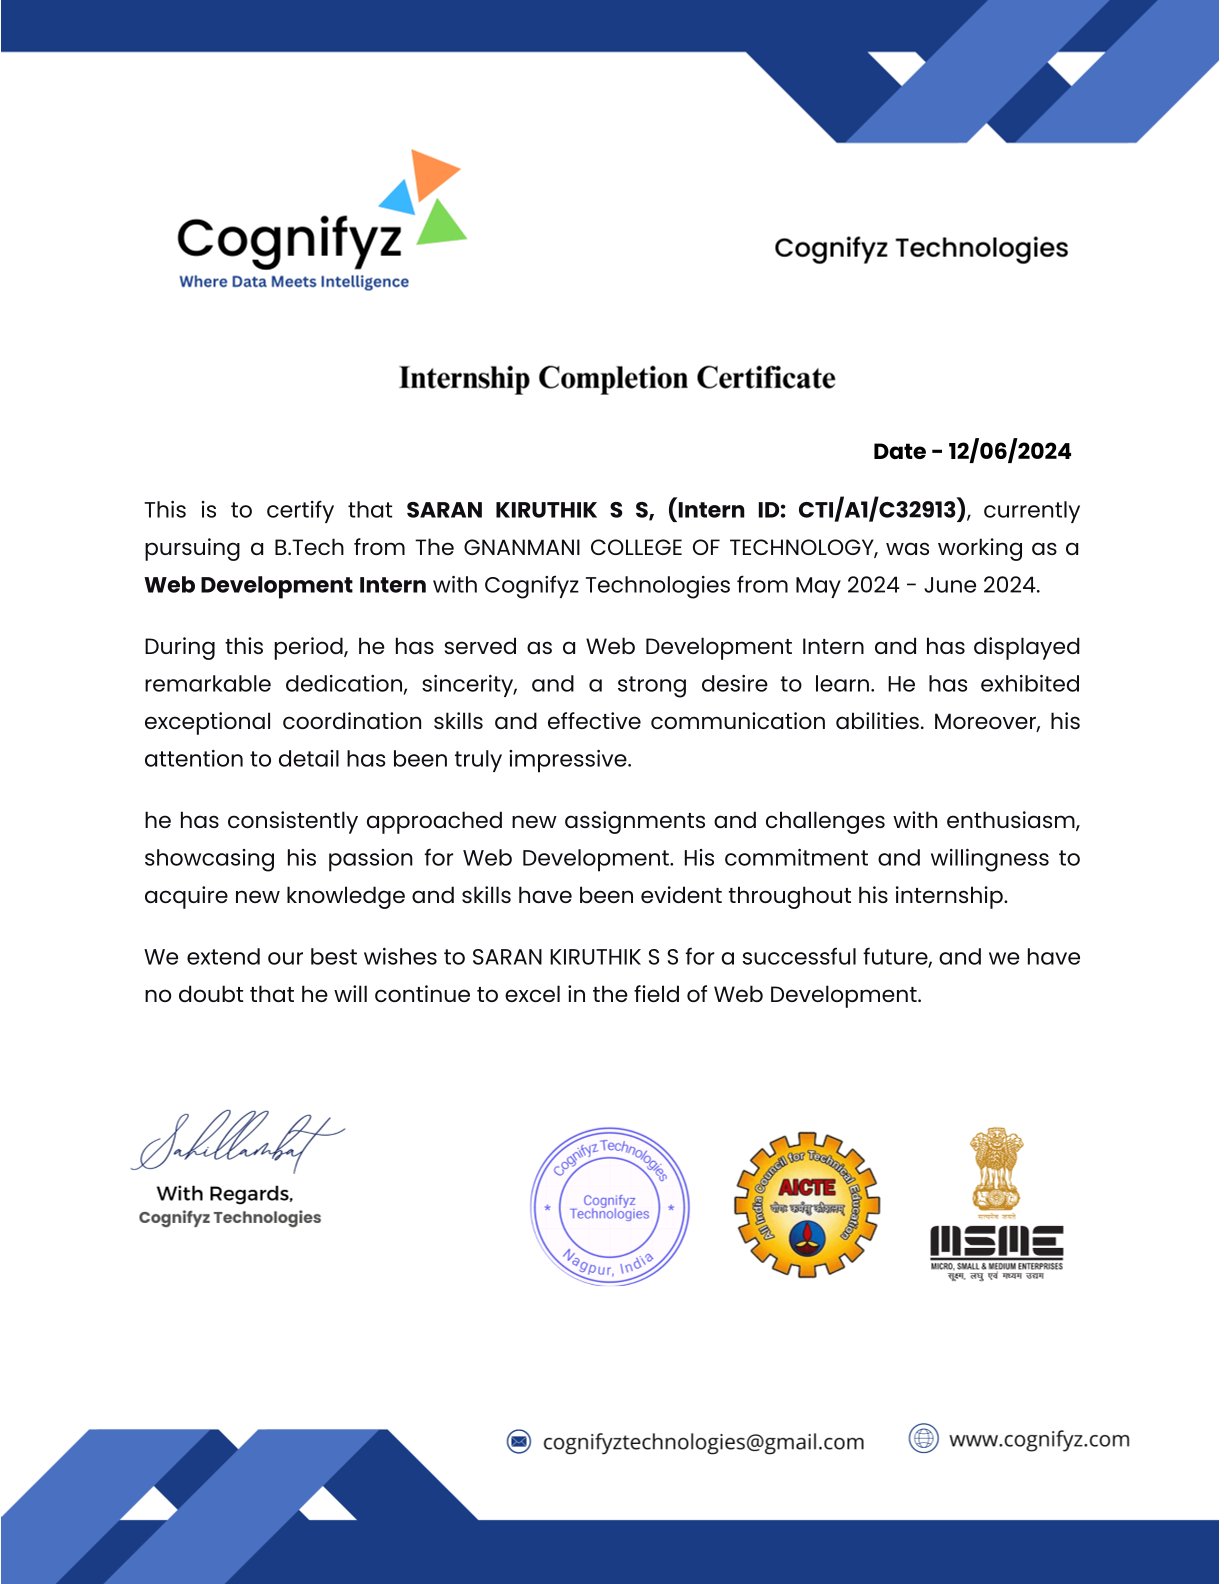 Cognifyz
Where Data Meets Intelligence
Cognifyz Technologies
Internship Completion Certificate
Date - 12/06/2024
This is to certify that SARAN KIRUTHIK S S, (Intern ID: CTI/A1/C32913), currently
pursuing a B.Tech from The GNANMANI COLLEGE OF TECHNOLOGY, was working as a
Web Development Intern with Cognifyz Technologies from May 2024 - June 2024.
During this period, he has served as a Web Development Intern and has displayed
remarkable dedication, sincerity, and a strong desire to learn. He has exhibited
exceptional coordination skills and effective communication abilities. Moreover, his
attention to detail has been truly impressive.
he has consistently approached new assignments and challenges with enthusiasm,
showcasing his passion for Web Development. His commitment and willingness to
acquire new knowledge and skills have been evident throughout his internship.
We extend our best wishes to SARAN KIRUTHIK S S for a successful future, and we have
no doubt that he will continue to excel in the field of Web Development.
Sahillambat
With Regards,
Cognifyz Technologies
Cognifyz Technologies
Cognifyz
Technologies
* *
Nagpur, India
All India Council for Technical Education
AICTE
योगः कर्मसु कौशलम्
सत्यमेव जयते
MSME
MICRO, SMALL & MEDIUM ENTERPRISES
सूक्ष्म, लघु एवं मध्यम उद्यम
cognifyztechnologies@gmail.com
www.cognifyz.com